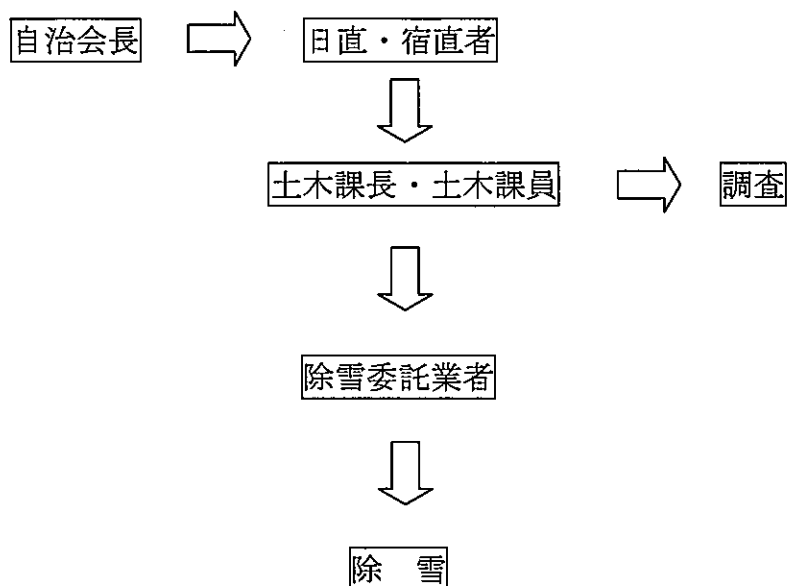 自治会長
日直・宿直者
土木課長・土木課員
調査
除雪委託業者
除　雪